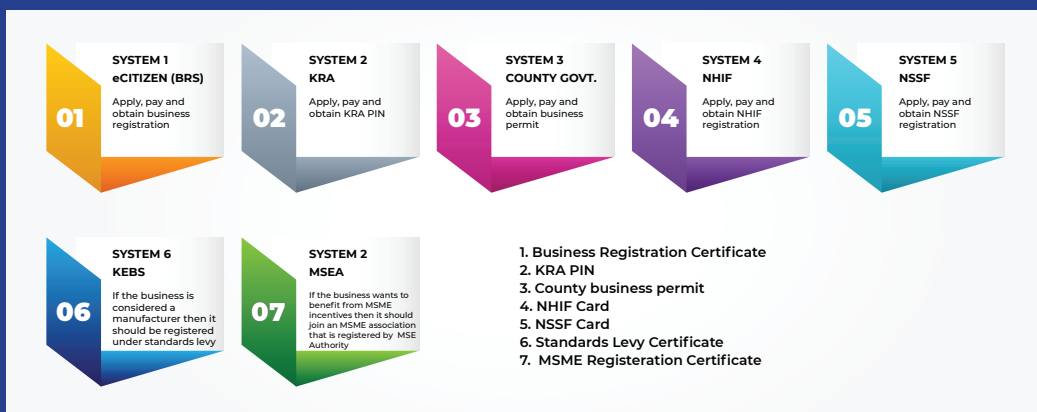 01
SYSTEM 1
eCITIZEN (BRS)
Apply, pay and
obtain business
registration
02
SYSTEM 2
KRA
Apply, pay and
obtain KRA PIN
03
SYSTEM 3
COUNTY GOVT.
Apply, pay and
obtain business
permit
04
SYSTEM 4
NHIF
Apply, pay and
obtain NHIF
registration
05
SYSTEM 5
NSSF
Apply, pay and
obtain NSSF
registration
06
SYSTEM 6
KEBS
If the business is
considered a
manufacturer then it
should be registered
under standards levy
07
SYSTEM 2
MSEA
If the business wants to
benefit from MSME
incentives then it should
join an MSME association
that is registered by MSE
Authority
1. Business Registration Certificate
2. KRA PIN
3. County business permit
4. NHIF Card
5. NSSF Card
6. Standards Levy Certificate
7. MSME Registeration Certificate